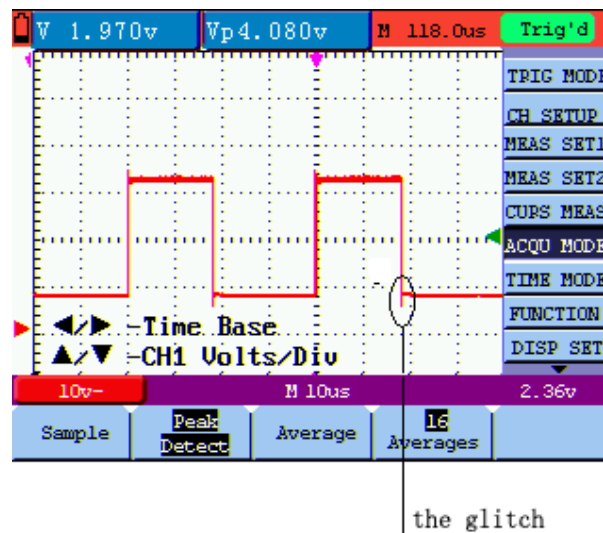 V 1.970v Vp4.080v M 118.0us Trig'd
TRIG MODE
CH SETUP
MEAS SET1
MEAS SET2
CURS MEAS
ACQU MODE
TIME MODE
FUNCTION
DISP SET
◄/► -Time Base
▲/▼ -CH1 Volts/Div
10v- M 10us 2.36v
Sample Peak Detect Average 16 Averages
the glitch